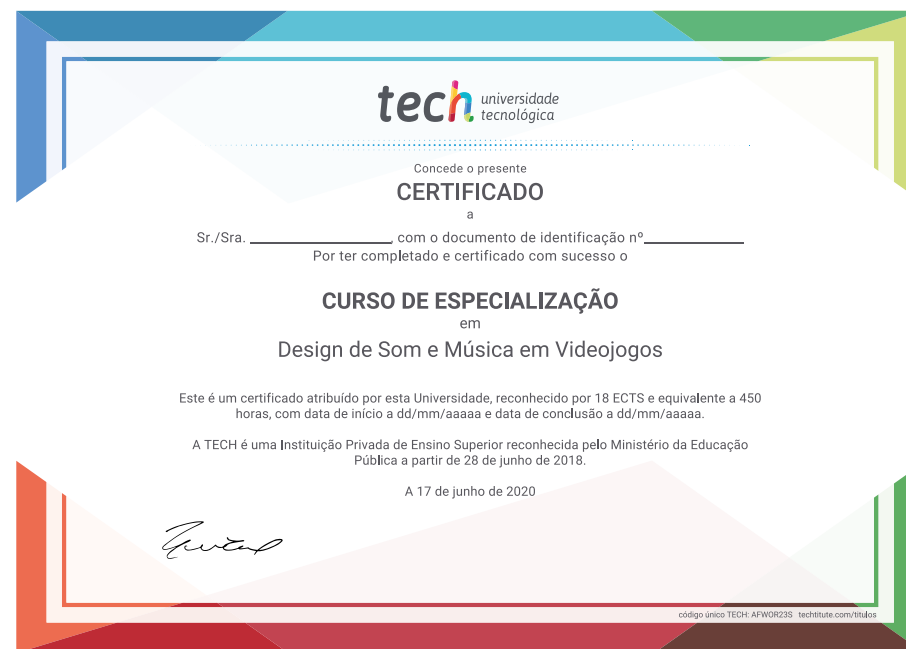 tech universidade
tecnológica
Concede o presente
CERTIFICADO
a
Sr./Sra. ____________________, com o documento de identificação nº______________
Por ter completado e certificado com sucesso o
CURSO DE ESPECIALIZAÇÃO
em
Design de Som e Música em Videojogos
Este é um certificado atribuído por esta Universidade, reconhecido por 18 ECTS e equivalente a 450
horas, com data de início a dd/mm/aaaaa e data de conclusão a dd/mm/aaaaa.
A TECH é uma Instituição Privada de Ensino Superior reconhecida pelo Ministério da Educação
Pública a partir de 28 de junho de 2018.
A 17 de junho de 2020
código único TECH: AFWOR23S techtitute.com/titulos